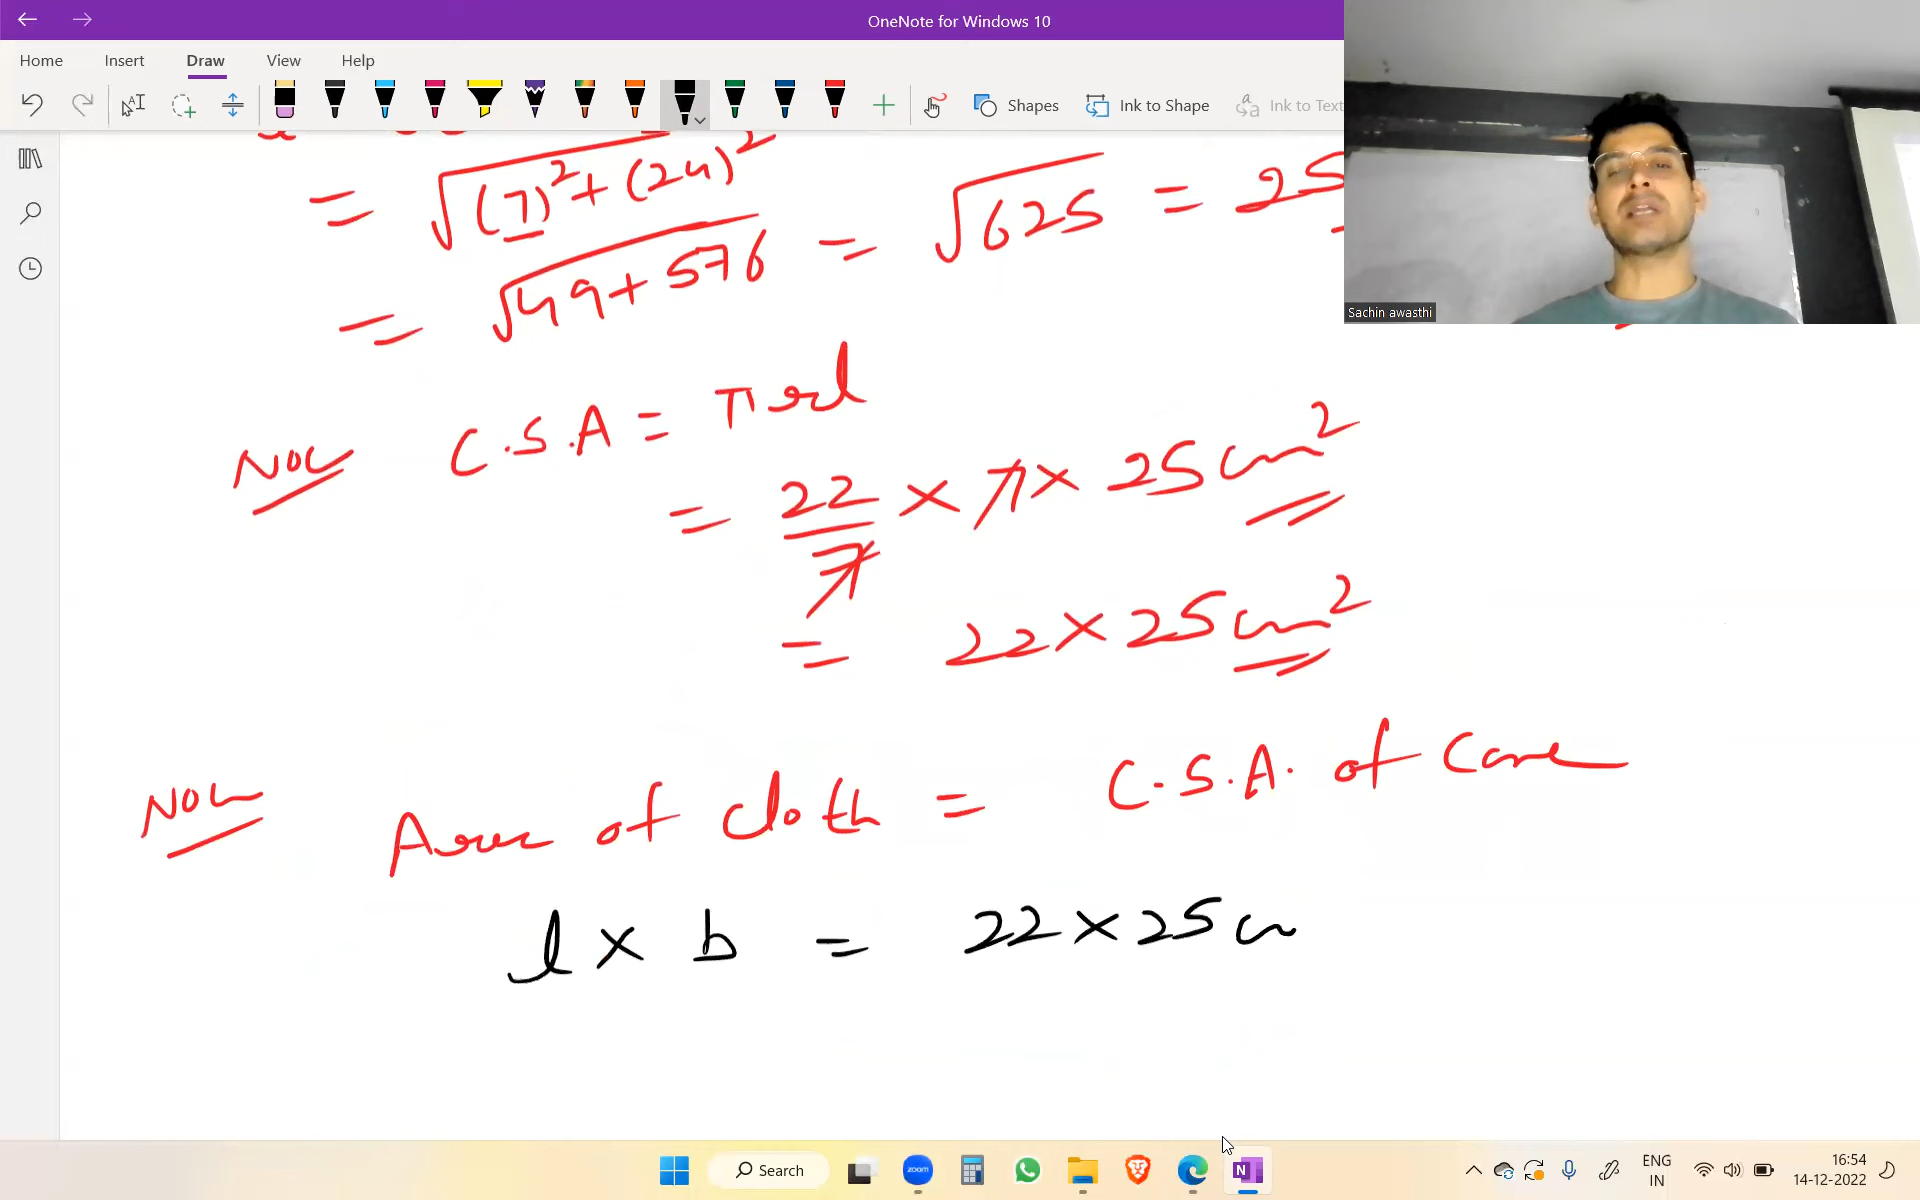 OneNote for Windows 10
Home Insert Draw View Help
Shapes Ink to Shape Ink to Text
Sachin awasthi
= √(7)²+(24)² = √625 = 25
= √49+576
Now C.S.A = πrl
= 22/7 × 7 × 25 cm²
= 22 × 25 cm²
Now Area of cloth = C.S.A. of Cone
l × b = 22 × 25 cm
Search
zoom
N
ENG
IN
16:54
14-12-2022